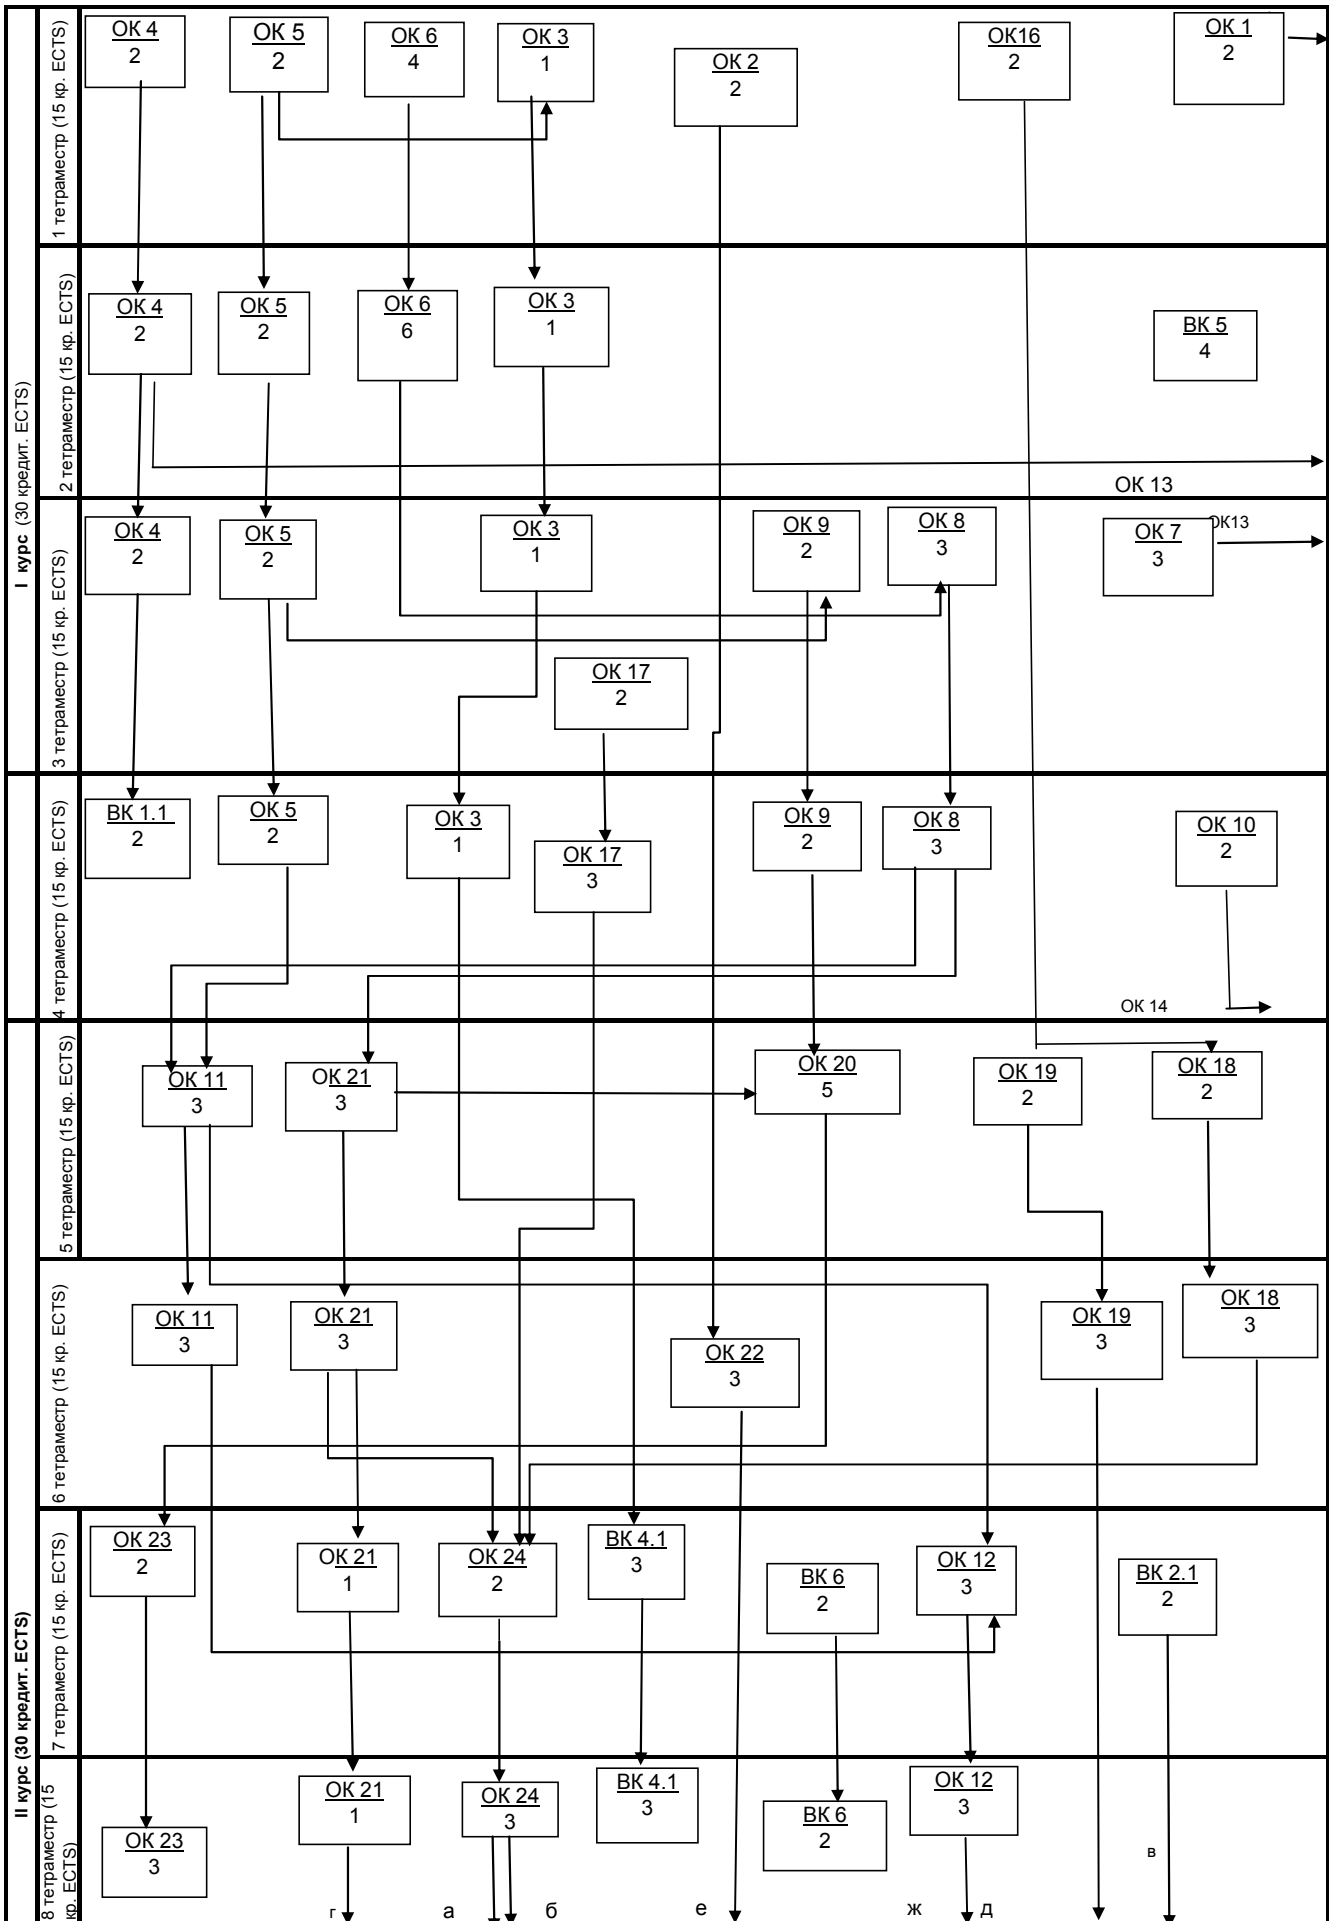 I курс (30 кредит. ECTS)
1 тетраместр (15 кр. ECTS)
ОК 4
2
ОК 5
2
ОК 6
4
ОК 3
1
ОК 2
2
ОК16
2
ОК 1
2
2 тетраместр (15 кр. ECTS)
ОК 4
2
ОК 5
2
ОК 6
6
ОК 3
1
ВК 5
4
ОК 13
3 тетраместр (15 кр. ECTS)
ОК 4
2
ОК 5
2
ОК 3
1
ОК 9
2
ОК 8
3
ОК 7
3
ОК13
ОК 17
2
4 тетраместр (15 кр. ECTS)
ВК 1.1
2
ОК 5
2
ОК 3
1
ОК 17
3
ОК 9
2
ОК 8
3
ОК 10
2
ОК 14
II курс (30 кредит. ECTS)
5 тетраместр (15 кр. ECTS)
ОК 11
3
ОК 21
3
ОК 20
5
ОК 19
2
ОК 18
2
6 тетраместр (15 кр. ECTS)
ОК 11
3
ОК 21
3
ОК 22
3
ОК 19
3
ОК 18
3
7 тетраместр (15 кр. ECTS)
ОК 23
2
ОК 21
1
ОК 24
2
ВК 4.1
3
ВК 6
2
ОК 12
3
ВК 2.1
2
8 тетраместр (15
кр. ECTS)
ОК 23
3
ОК 21
1
ОК 24
3
ВК 4.1
3
ВК 6
2
ОК 12
3
в
г
а
б
е
ж
д